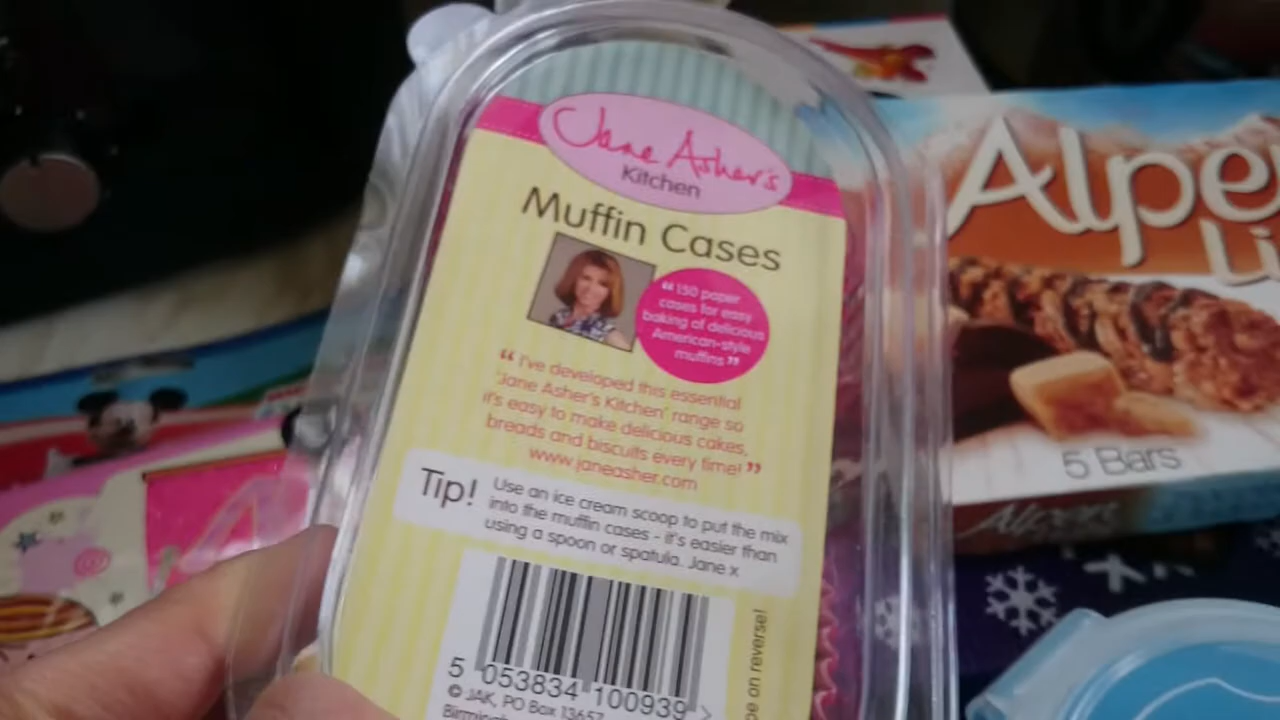 Jane Asher's
Kitchen
Muffin Cases
“150 paper
cases for easy
baking of delicious
American-style
muffins”
“I've developed this essential
'Jane Asher's Kitchen' range so
it's easy to make delicious cakes,
breads and biscuits every time!”
www.janeasher.com
Tip!
Use an ice cream scoop to put the mix
into the muffin cases - it's easier than
using a spoon or spatula. Jane x
5 053834 100939 >
© JAK, PO Box 13657
on reverse!
Alpen
5 Bars
Alpen